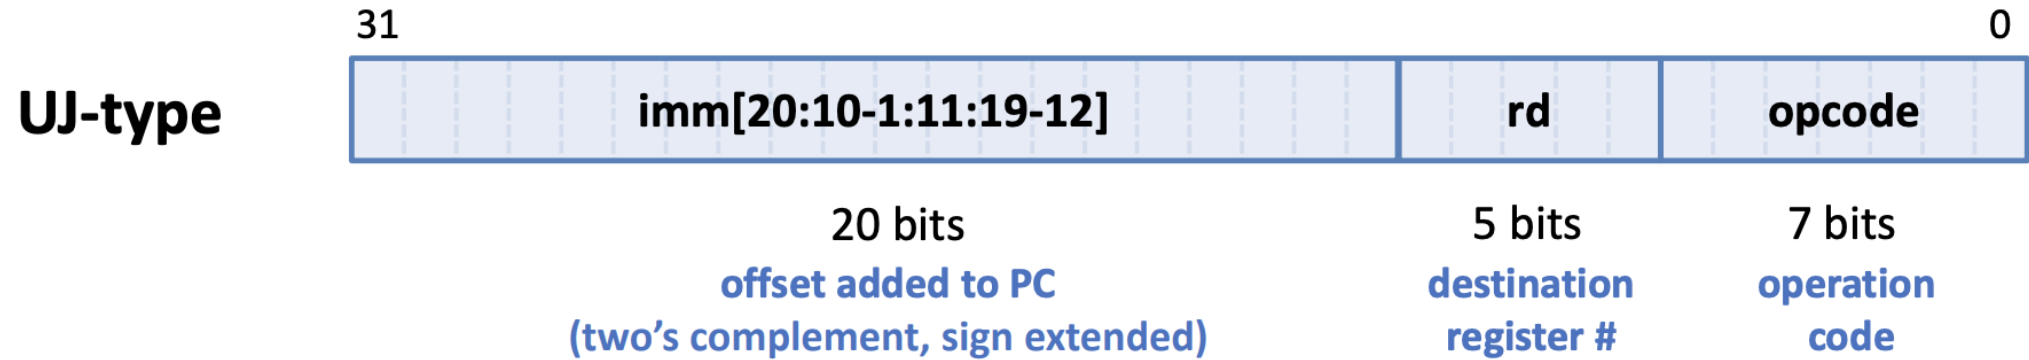 31 0
UJ-type imm[20:10-1:11:19-12] rd opcode
20 bits 5 bits 7 bits
offset added to PC destination operation
(two's complement, sign extended) register # code